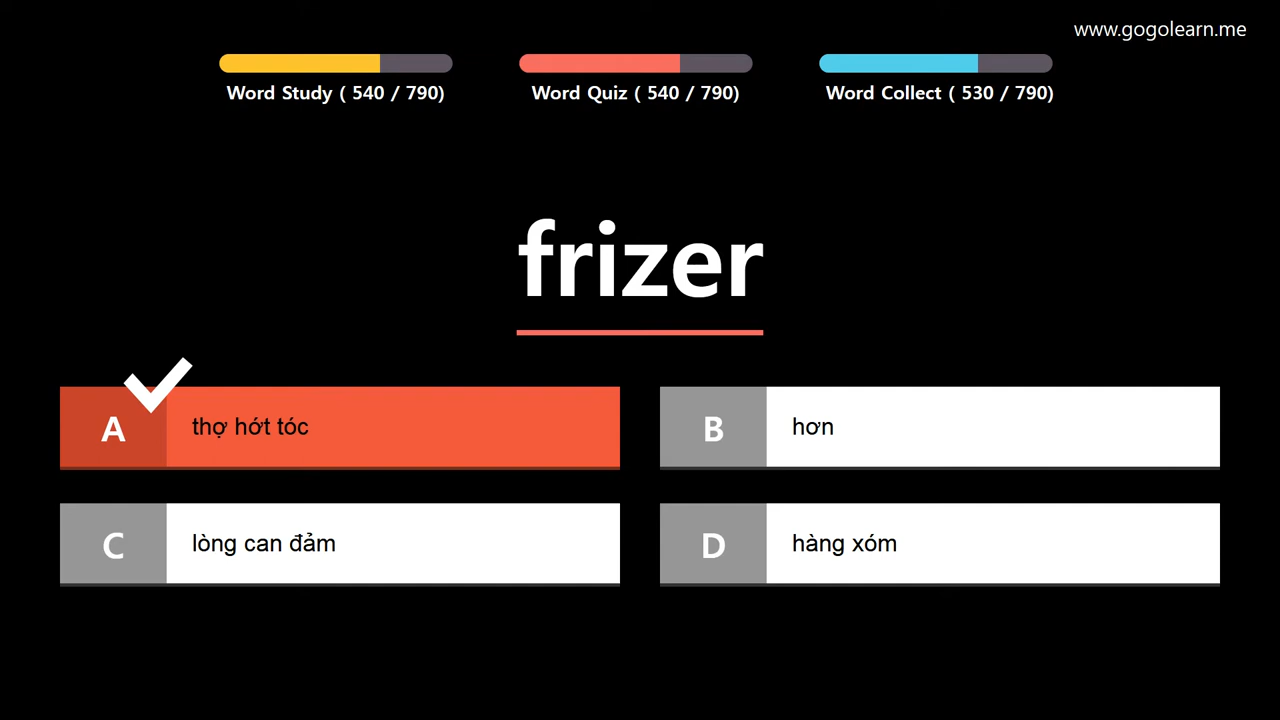 www.gogolearn.me
Word Study ( 540 / 790)
Word Quiz ( 540 / 790)
Word Collect ( 530 / 790)
frizer
A
thợ hớt tóc
B
hơn
C
lòng can đảm
D
hàng xóm